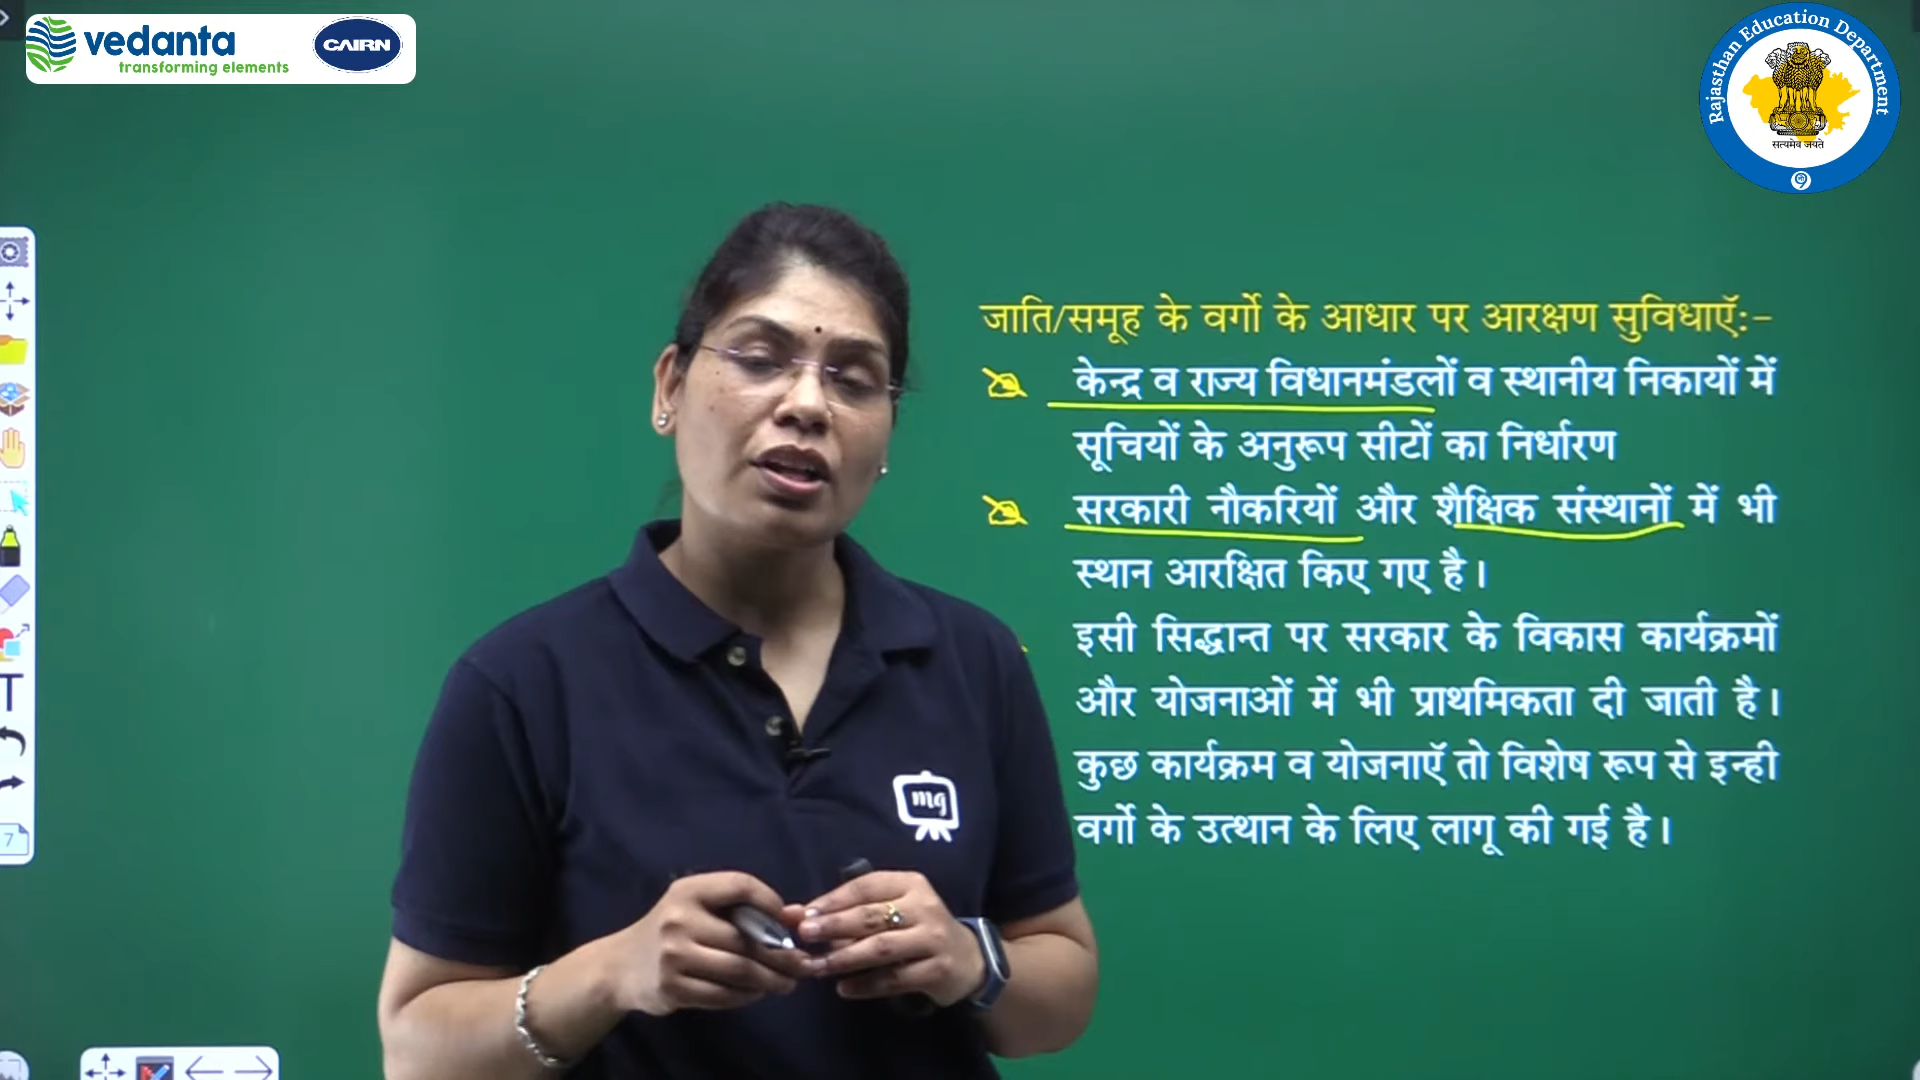 vedanta
transforming elements
CAIRN
Rajasthan Education Department
सत्यमेव जयते
जाति/समूह के वर्गो के आधार पर आरक्षण सुविधाऍ:–
केन्द्र व राज्य विधानमंडलों व स्थानीय निकायों में
सूचियों के अनुरूप सीटों का निर्धारण
सरकारी नौकरियों और शैक्षिक संस्थानों में भी
स्थान आरक्षित किए गए है।
इसी सिद्धान्त पर सरकार के विकास कार्यक्रमों
और योजनाओं में भी प्राथमिकता दी जाती है।
कुछ कार्यक्रम व योजनाऍ तो विशेष रूप से इन्ही
वर्गो के उत्थान के लिए लागू की गई है।
mg
T
7